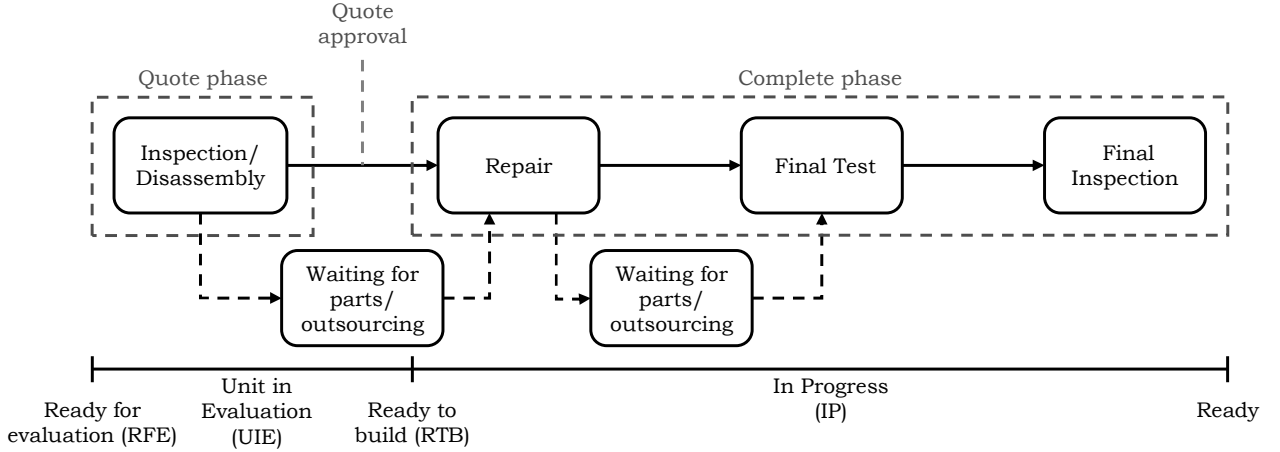 Quote
approval
Quote phase
Complete phase
Inspection/
Disassembly
Repair
Final Test
Final
Inspection
Waiting for
parts/
outsourcing
Waiting for
parts/
outsourcing
Unit in
Evaluation
(UIE)
In Progress
(IP)
Ready for
evaluation (RFE)
Ready to
build (RTB)
Ready